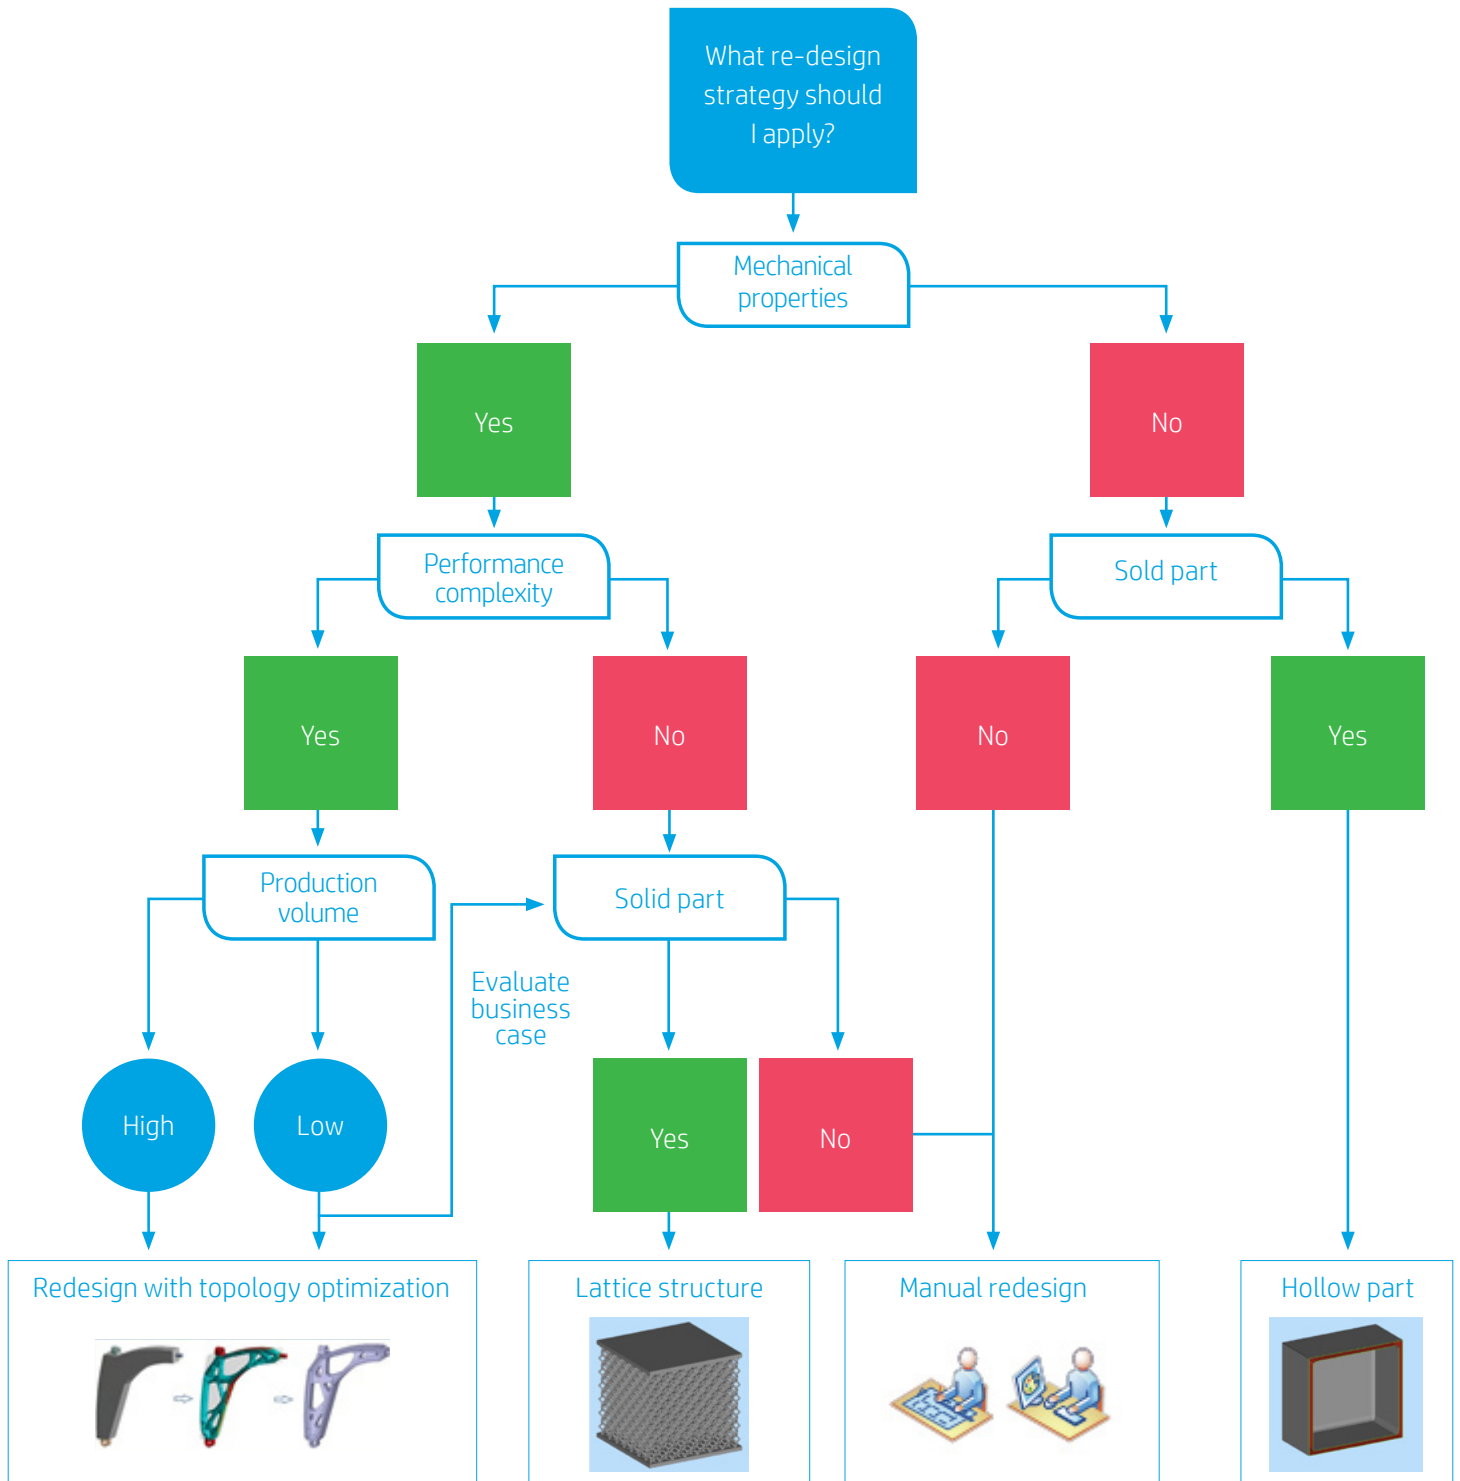 What re-design
strategy should
I apply?
Mechanical
properties
Yes
No
Performance
complexity
Sold part
Yes
No
No
Yes
Production
volume
Solid part
Evaluate
business
case
High
Low
Yes
No
Redesign with topology optimization
Lattice structure
Manual redesign
Hollow part